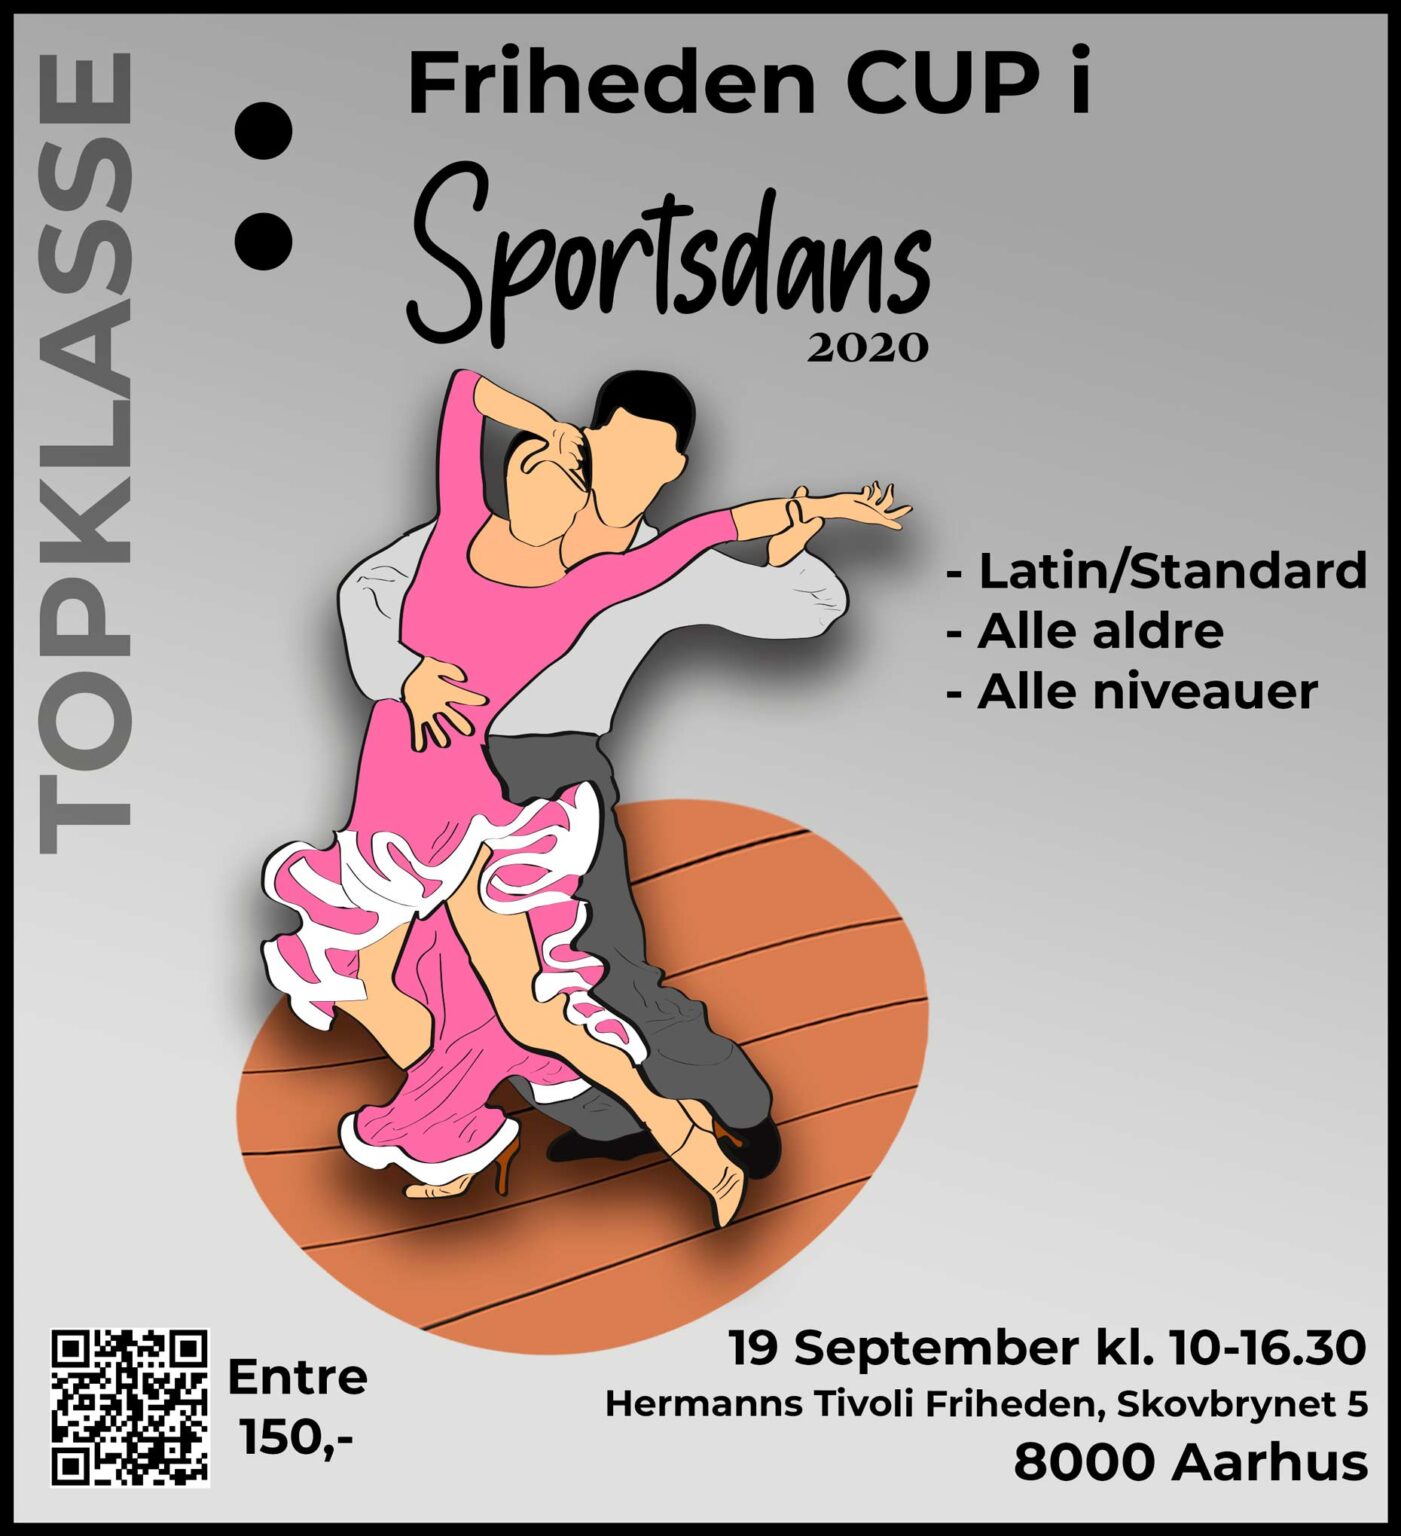 TOPKLASSE
Friheden CUP i
Sportsdans
2020
- Latin/Standard
- Alle aldre
- Alle niveauer
Entre
150,-
19 September kl. 10-16.30
Hermanns Tivoli Friheden, Skovbrynet 5
8000 Aarhus